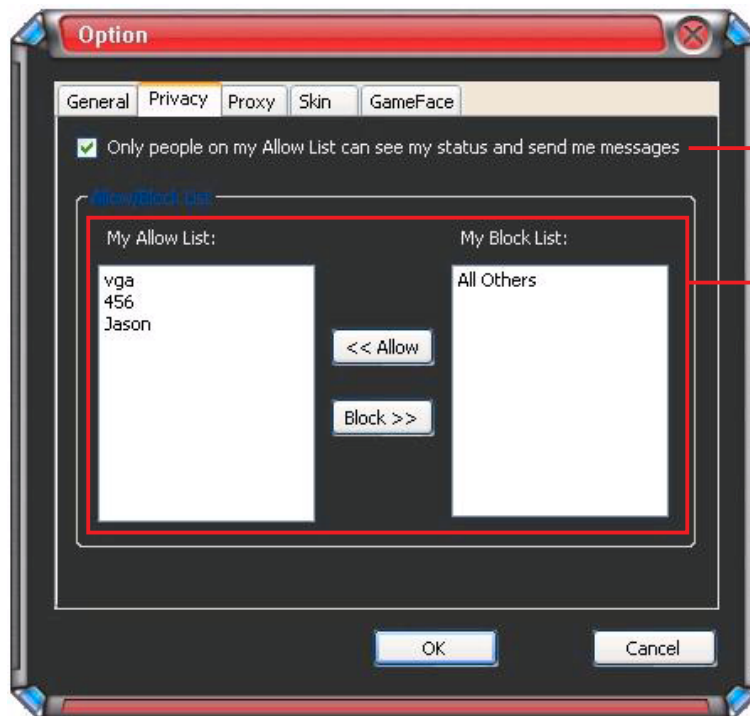 Option
General Privacy Proxy Skin GameFace
Only people on my Allow List can see my status and send me messages
Allow/Block List
My Allow List: My Block List:
vga All Others
456
Jason
<< Allow
Block >>
OK Cancel